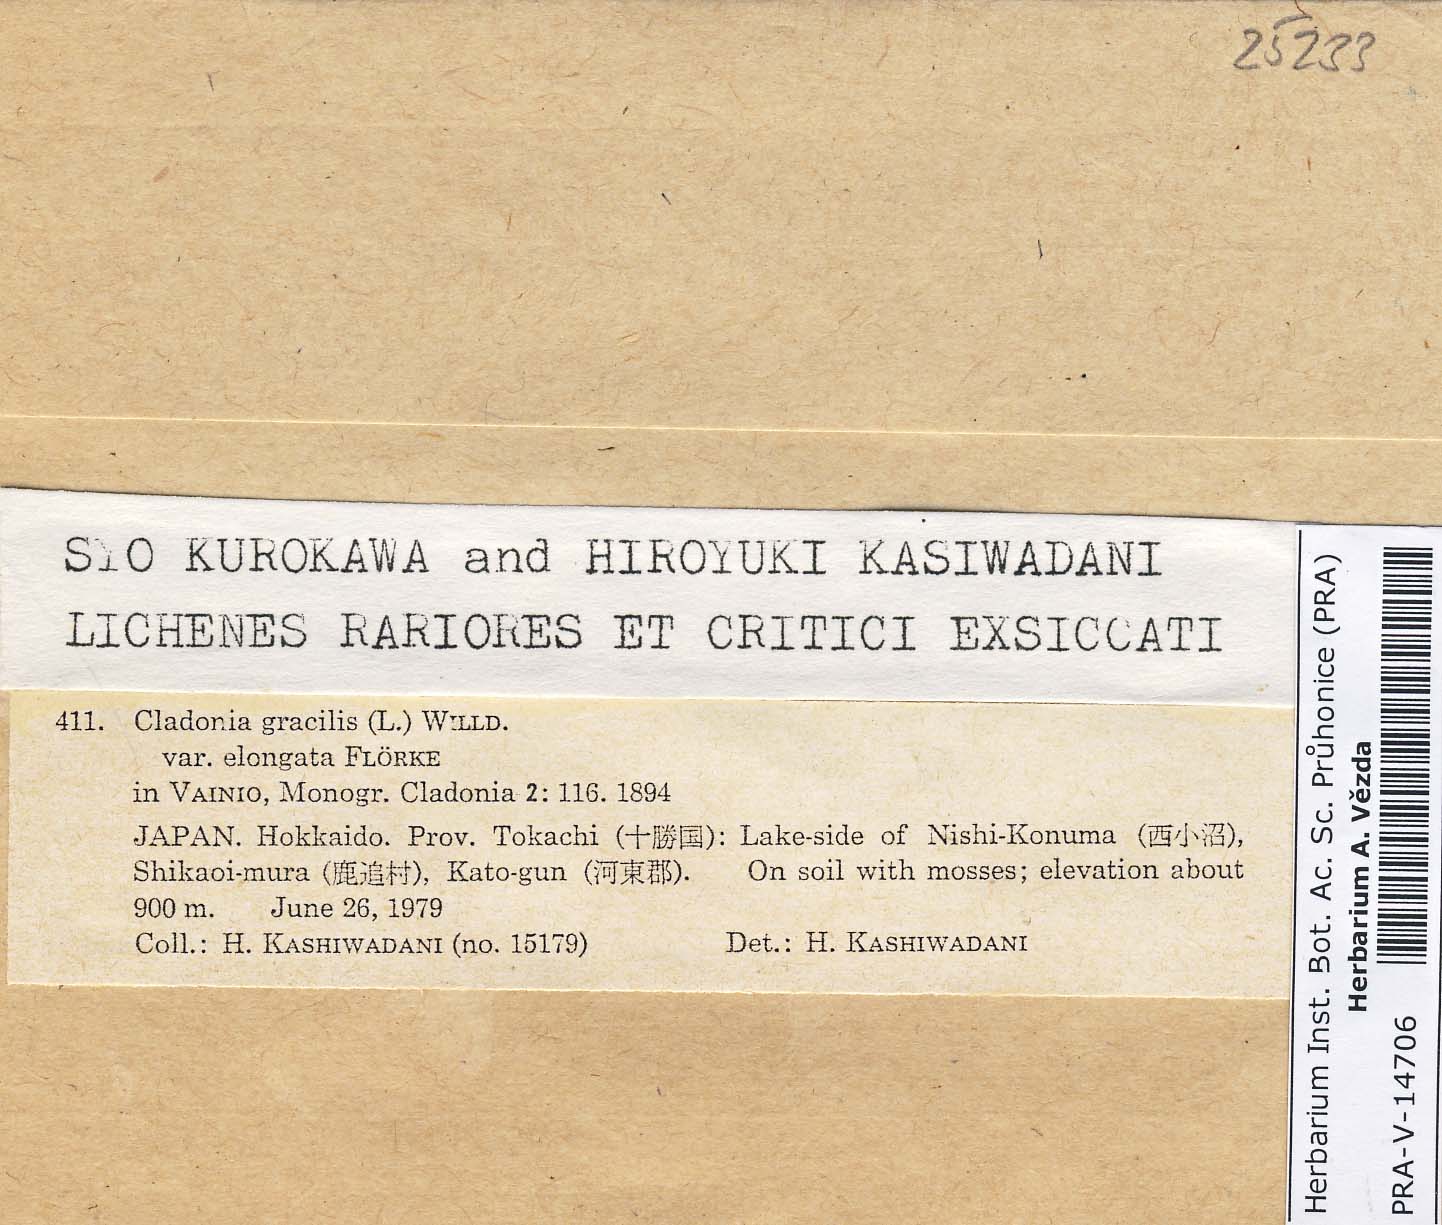 25233
SYO KUROKAWA and HIROYUKI KASIWADANI
LICHENES RARIORES ET CRITICI EXSICCATI
411. Cladonia gracilis (L.) WILLD.
var. elongata FLÖRKE
in VAINIO, Monogr. Cladonia 2: 116. 1894
JAPAN. Hokkaido. Prov. Tokachi (十勝国): Lake-side of Nishi-Konuma (西小沼),
Shikaoi-mura (鹿追村), Kato-gun (河東郡). On soil with mosses; elevation about
900 m. June 26, 1979
Coll.: H. KASHIWADANI (no. 15179) Det.: H. KASHIWADANI
Herbarium Inst. Bot. Ac. Sc. Průhonice (PRA)
Herbarium A. Vězda
PRA-V-14706